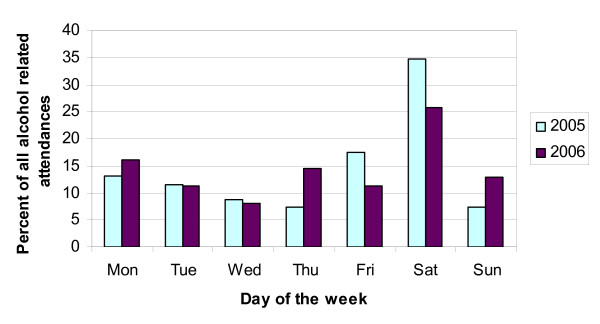 Percent of all alcohol related
attendances
40
35
30
25
20
15
10
5
0
Mon Tue Wed Thu Fri Sat Sun
Day of the week
2005
2006